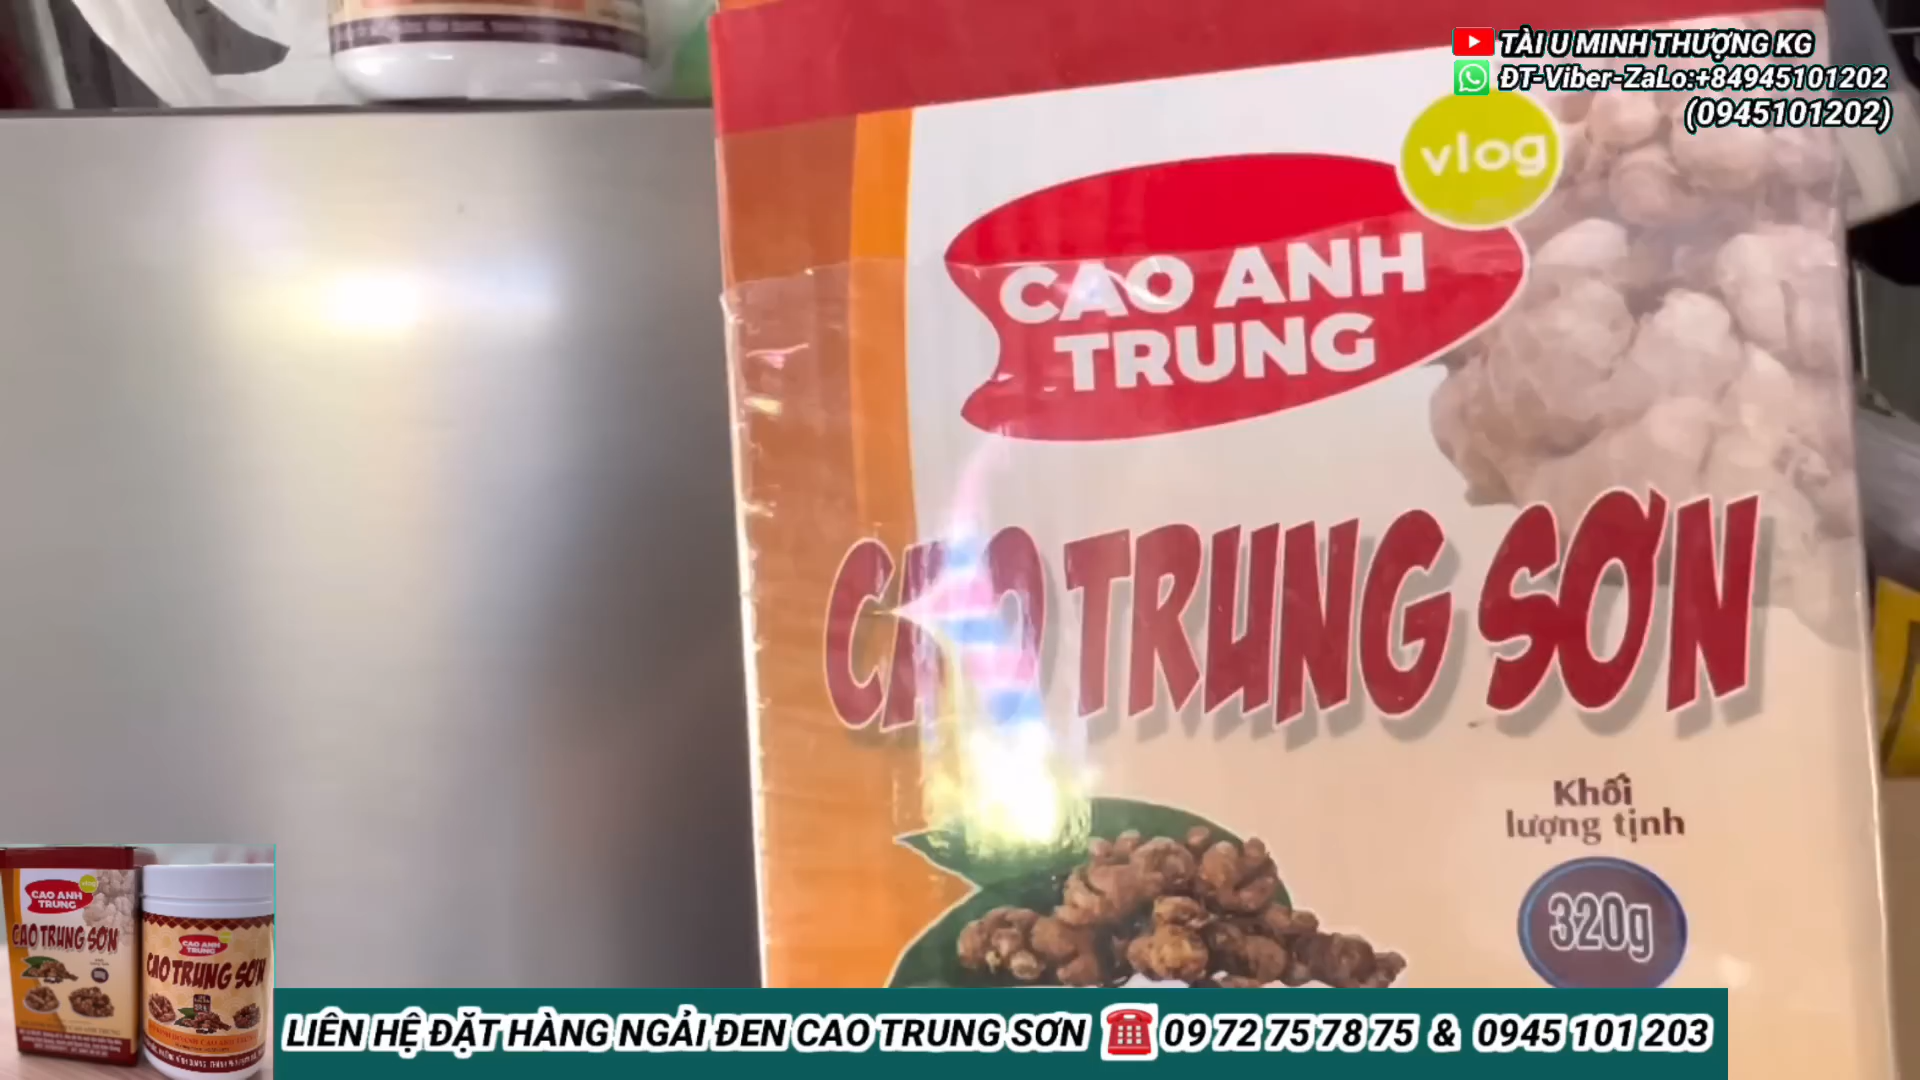 TÀI U MINH THƯỢNG KG
ĐT-Viber-ZaLo:+84945101202
(0945101202)
vlog
CAO ANH
TRUNG
CAO TRUNG SƠN
Khối
lượng tịnh
320g
CAO ANH
TRUNG
vlog
CAO TRUNG SƠN
CAO ANH
TRUNG
CAO TRUNG SƠN
LIÊN HỆ ĐẶT HÀNG NGẢI ĐEN CAO TRUNG SƠN ☎ 09 72 75 78 75 & 0945 101 203